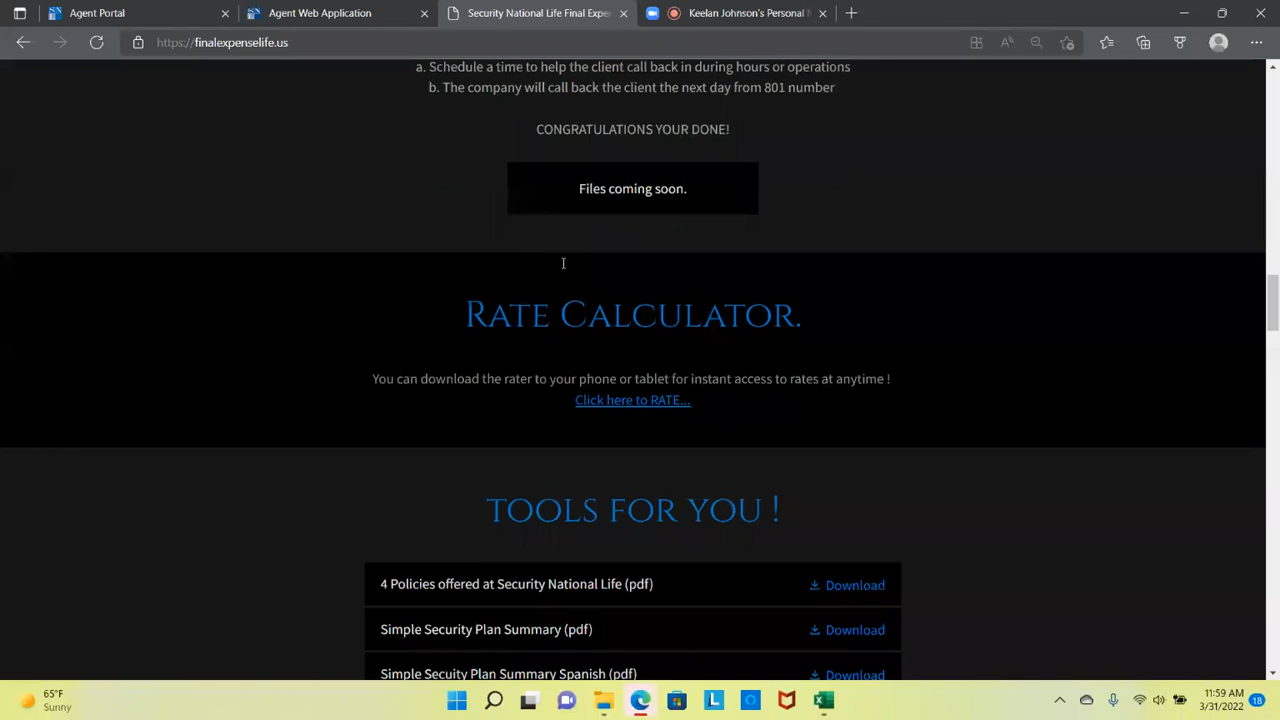 Agent Portal
Agent Web Application
Security National Life Final Expe
Keelan Johnson's Personal
https://finalexpenselife.us
a. Schedule a time to help the client call back in during hours or operations
b. The company will call back the client the next day from 801 number
CONGRATULATIONS YOUR DONE!
Files coming soon.
RATE CALCULATOR.
You can download the rater to your phone or tablet for instant access to rates at anytime !
Click here to RATE...
TOOLS FOR YOU !
4 Policies offered at Security National Life (pdf) Download
Simple Security Plan Summary (pdf) Download
Simple Secuity Plan Summary Spanish (pdf) Download
65°F
Sunny
11:59 AM
3/31/2022
18